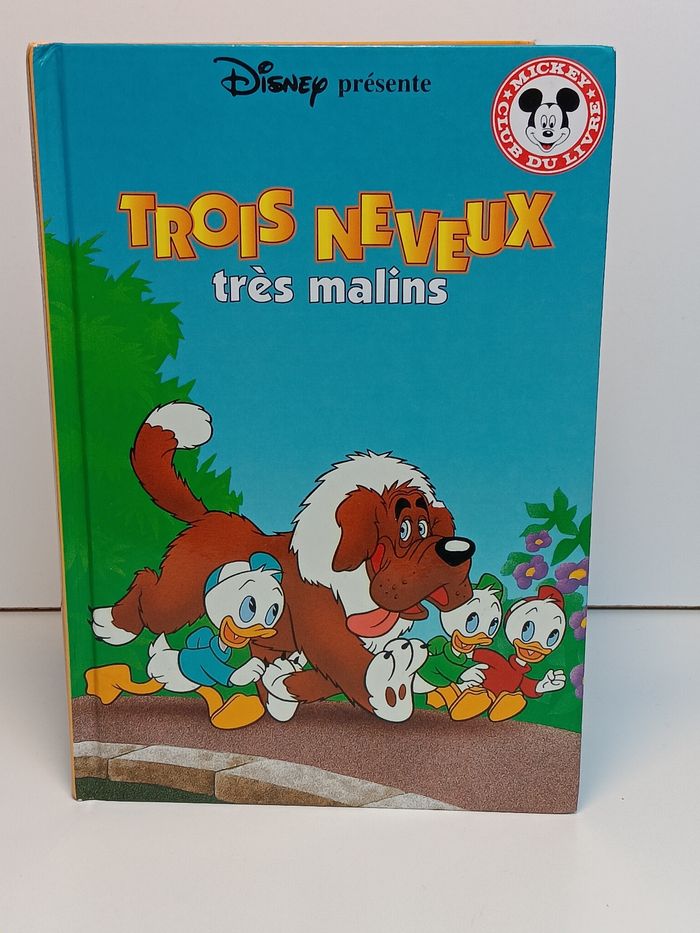 Disney présente
MICKEY
CLUB DU LIVRE
TROIS NEVEUX
très malins